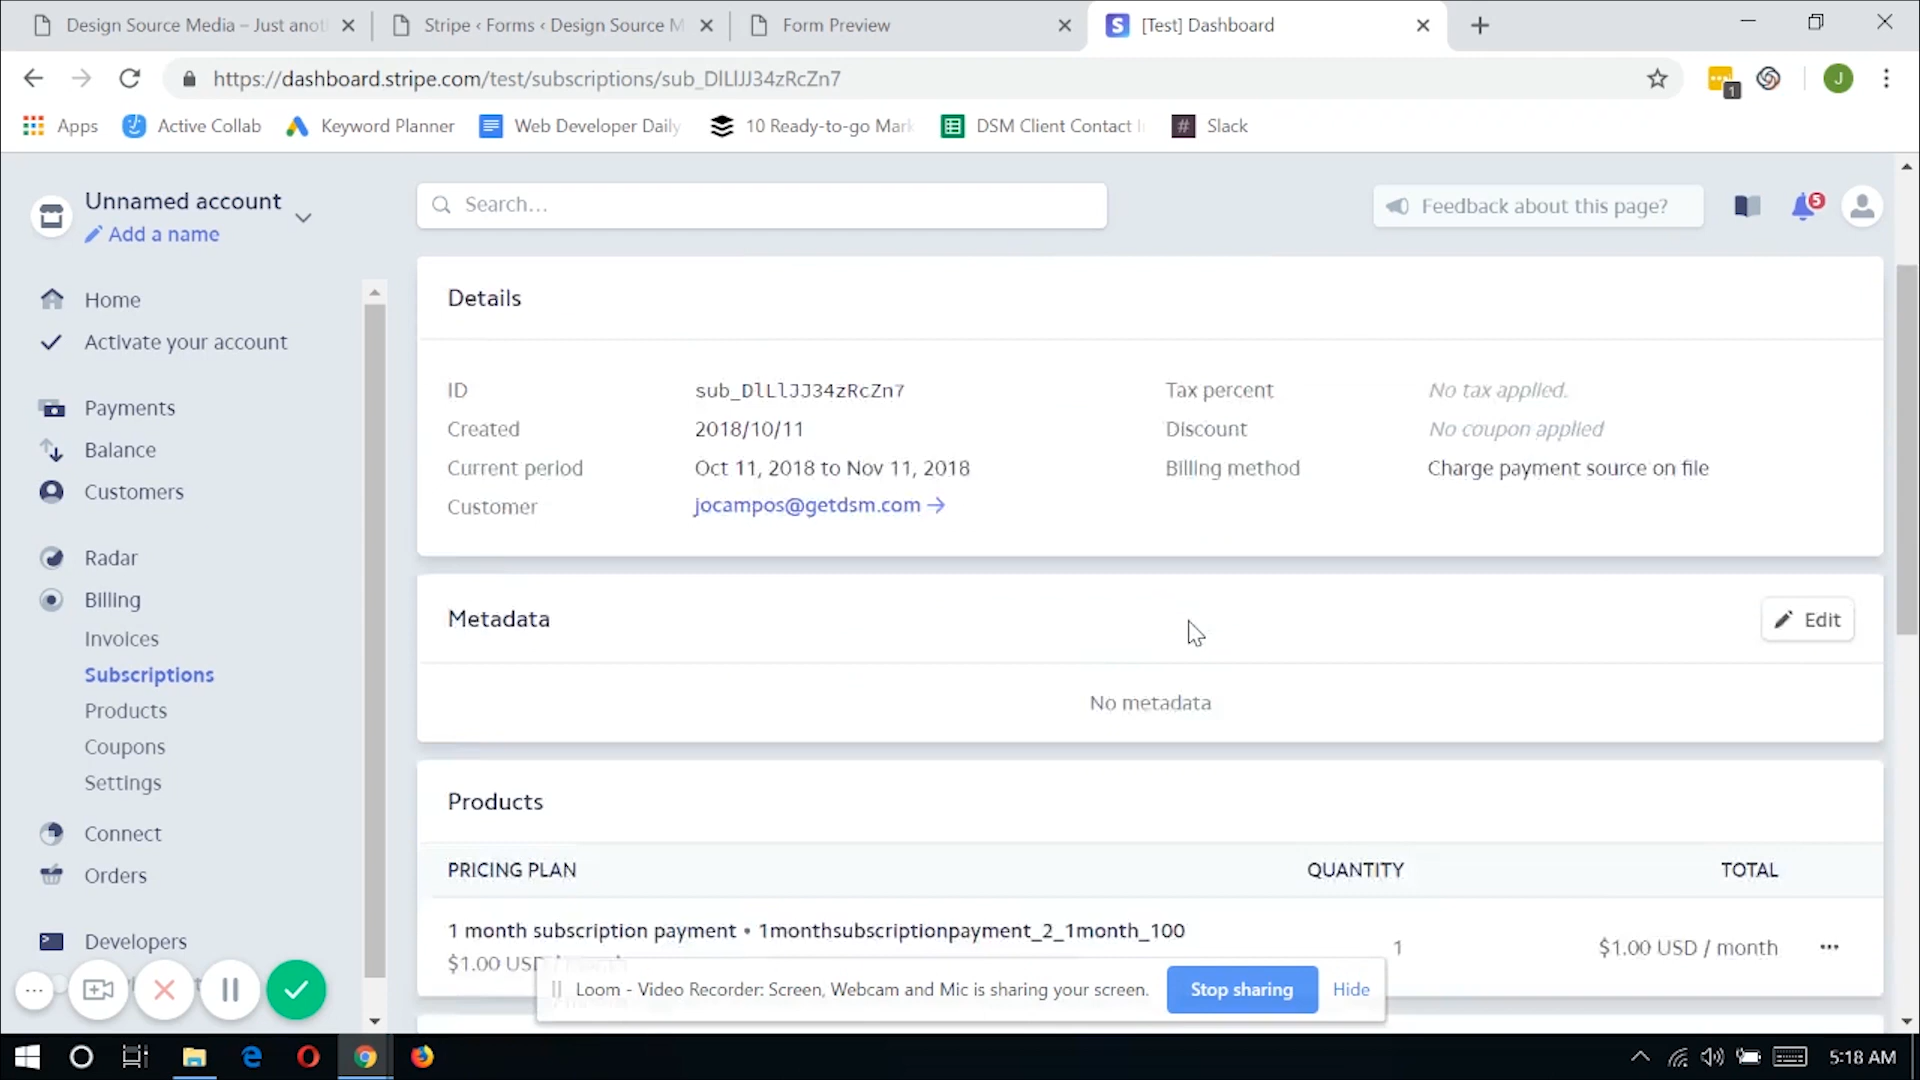 Design Source Media – Just anot
Stripe ‹ Forms ‹ Design Source M
Form Preview
[Test] Dashboard
https://dashboard.stripe.com/test/subscriptions/sub_DlLlJJ34zRcZn7
1
J
Apps
Active Collab
Keyword Planner
Web Developer Daily
10 Ready-to-go Mark
DSM Client Contact I
Slack
Unnamed account
Add a name
Search…
Feedback about this page?
5
Home
Activate your account
Payments
Balance
Customers
Radar
Billing
Invoices
Subscriptions
Products
Coupons
Settings
Connect
Orders
Developers
Details
ID sub_DlLlJJ34zRcZn7
Created 2018/10/11
Current period Oct 11, 2018 to Nov 11, 2018
Customer jocampos@getdsm.com →
Tax percent No tax applied.
Discount No coupon applied
Billing method Charge payment source on file
Metadata
Edit
No metadata
Products
PRICING PLAN QUANTITY TOTAL
1 month subscription payment • 1monthsubscriptionpayment_2_1month_100
$1.00 USD
1
$1.00 USD / month
Loom - Video Recorder: Screen, Webcam and Mic is sharing your screen.
Stop sharing
Hide
5:18 AM